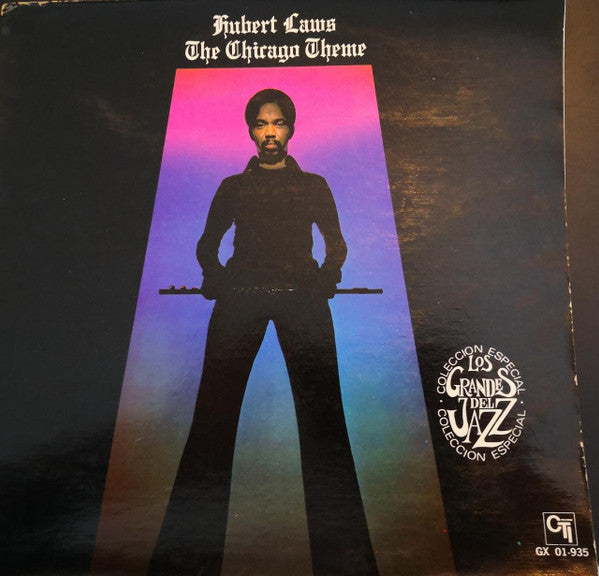 Hubert Laws
The Chicago Theme
COLECCION ESPECIAL
LOS
GRANDES
DEL
JAZZ
COLECCION ESPECIAL
CTI
GX 01-935